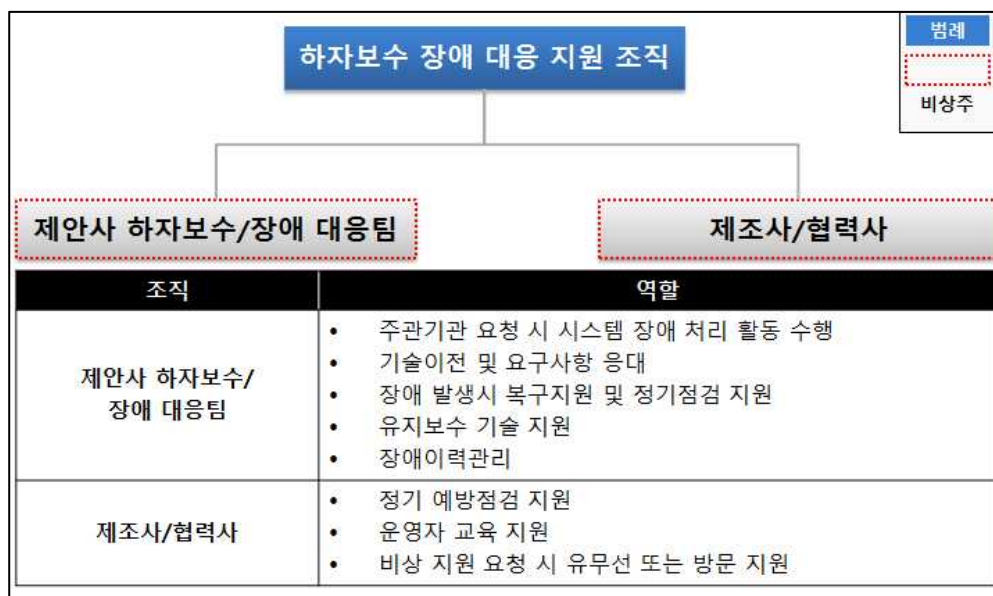 하자보수 장애 대응 지원 조직
범례
비상주
제안사 하자보수/장애 대응팀
제조사/협력사
조직
역할
제안사 하자보수/
장애 대응팀
• 주관기관 요청 시 시스템 장애 처리 활동 수행
• 기술이전 및 요구사항 응대
• 장애 발생시 복구지원 및 정기점검 지원
• 유지보수 기술 지원
• 장애이력관리
제조사/협력사
• 정기 예방점검 지원
• 운영자 교육 지원
• 비상 지원 요청 시 유무선 또는 방문 지원